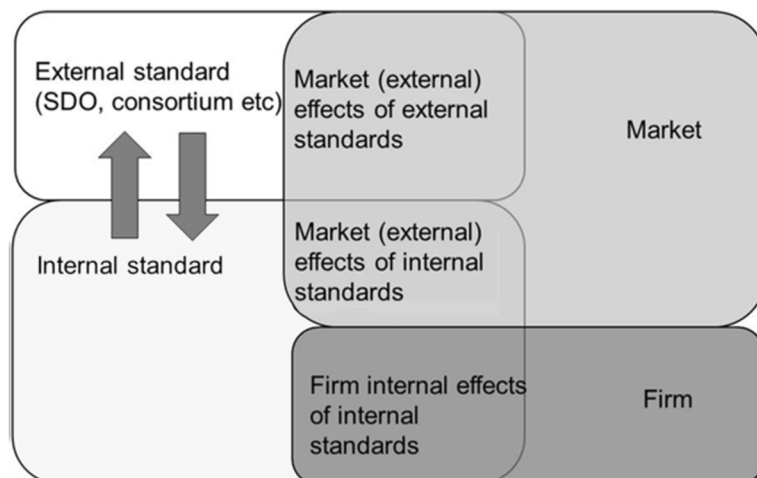 External standard
(SDO, consortium etc)
Market (external)
effects of external
standards
Market
Internal standard
Market (external)
effects of internal
standards
Firm internal effects
of internal
standards
Firm